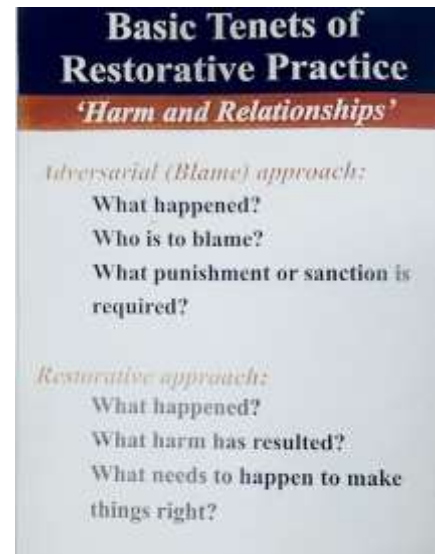 Basic Tenets of
Restorative Practice
‘Harm and Relationships’
Adversarial (Blame) approach:
What happened?
Who is to blame?
What punishment or sanction is
required?
Restorative approach:
What happened?
What harm has resulted?
What needs to happen to make
things right?